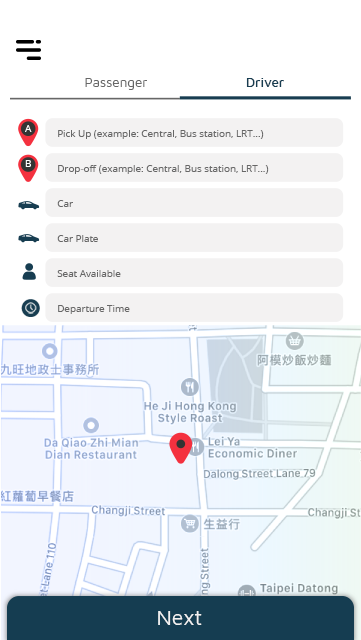 Passenger
Driver
A
Pick Up (example: Central, Bus station, LRT...)
B
Drop-off (example: Central, Bus station, LRT...)
Car
Car Plate
Seat Available
Departure Time
九旺地政士事務所
阿模炒飯炒麵
He Ji Hong Kong
Style Roast
Da Qiao Zhi Mian
Dian Restaurant
Lei Ya
Economic Diner
Dalong Street Lane 79
紅蘿蔔早餐店
Changji Street
Changji S
生益行
et Lane 110
ng Street
Taipei Datong
Next